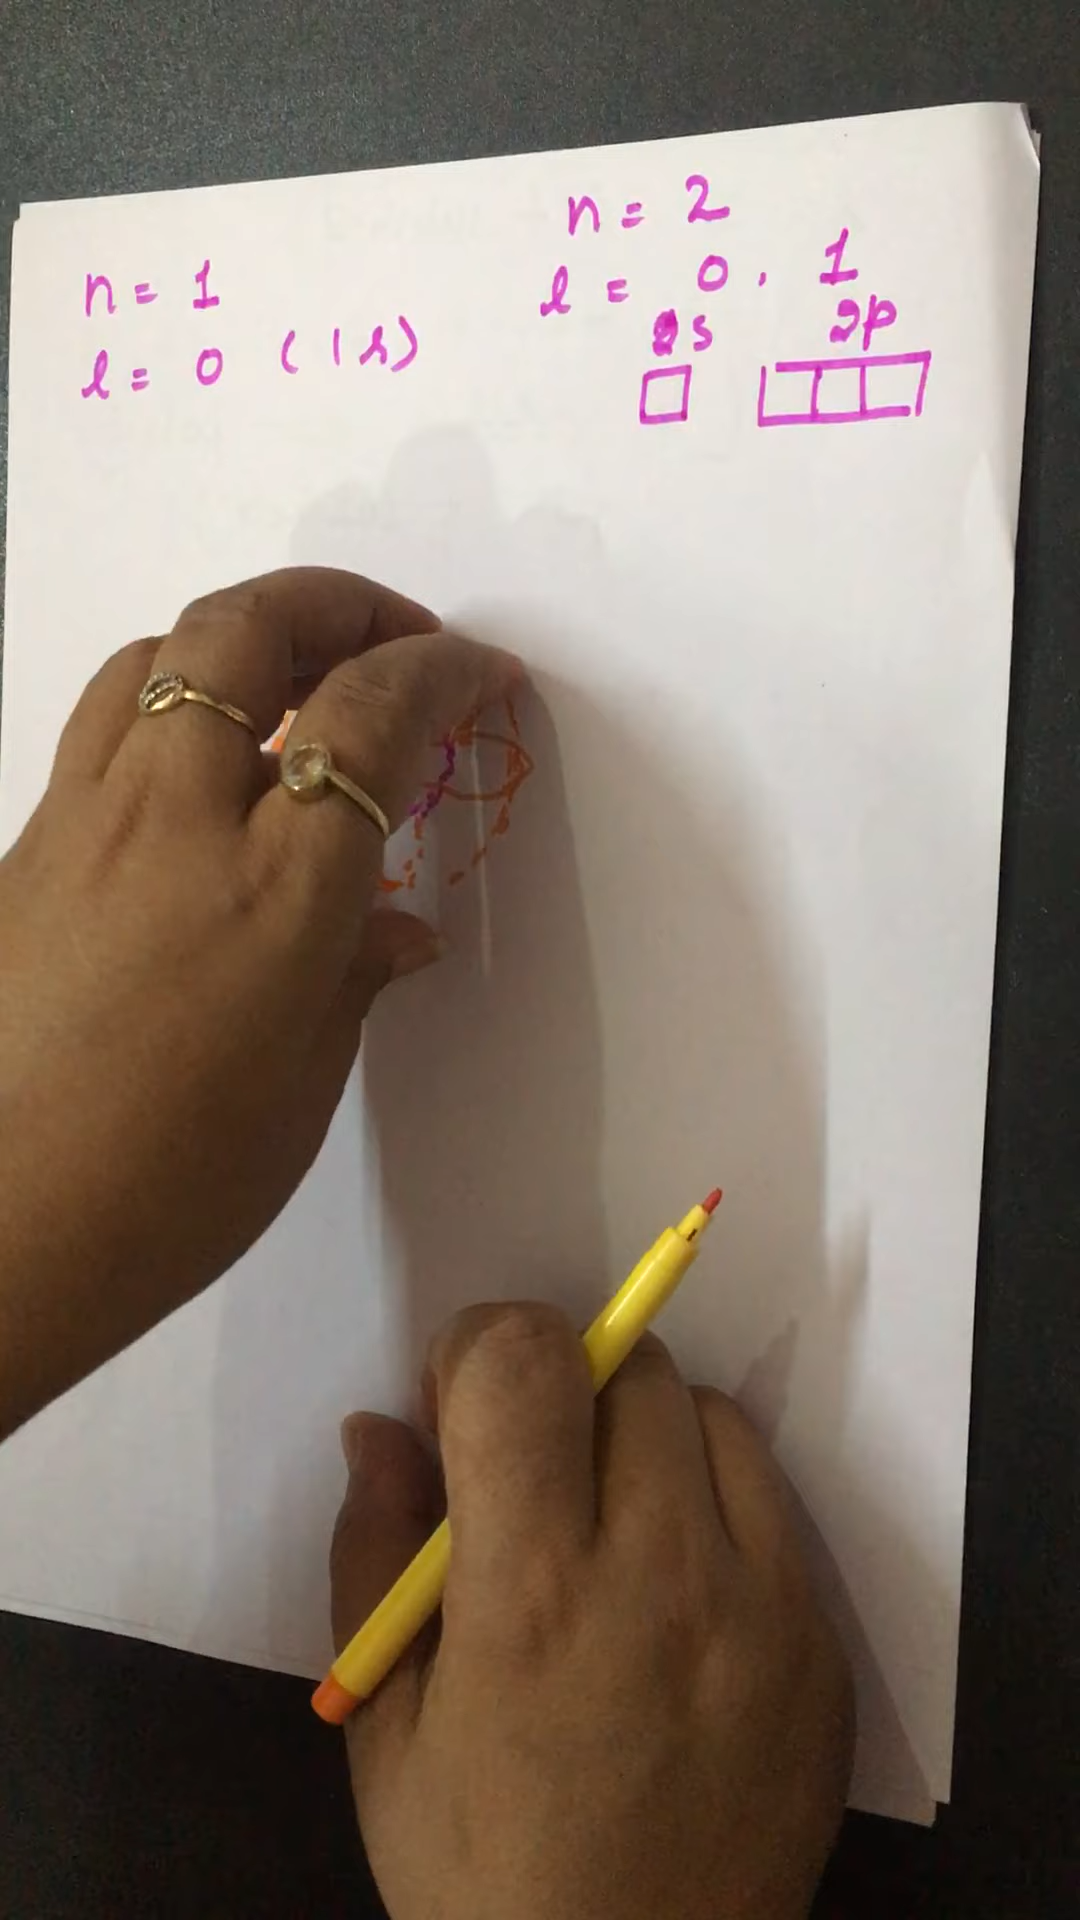 n = 1
l = 0 (1s)
n = 2
l = 0, 1
2s 2p